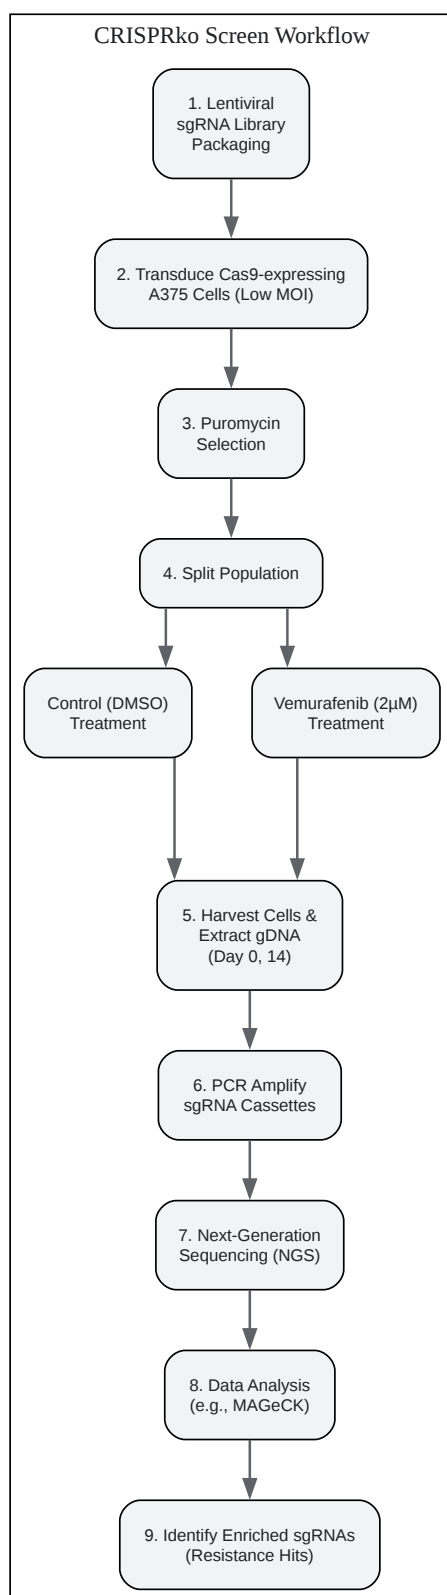 CRISPRko Screen Workflow
1. Lentiviral
sgRNA Library
Packaging
2. Transduce Cas9-expressing
A375 Cells (Low MOI)
3. Puromycin
Selection
4. Split Population
Control (DMSO)
Treatment
Vemurafenib (2µM)
Treatment
5. Harvest Cells &
Extract gDNA
(Day 0, 14)
6. PCR Amplify
sgRNA Cassettes
7. Next-Generation
Sequencing (NGS)
8. Data Analysis
(e.g., MAGeCK)
9. Identify Enriched sgRNAs
(Resistance Hits)